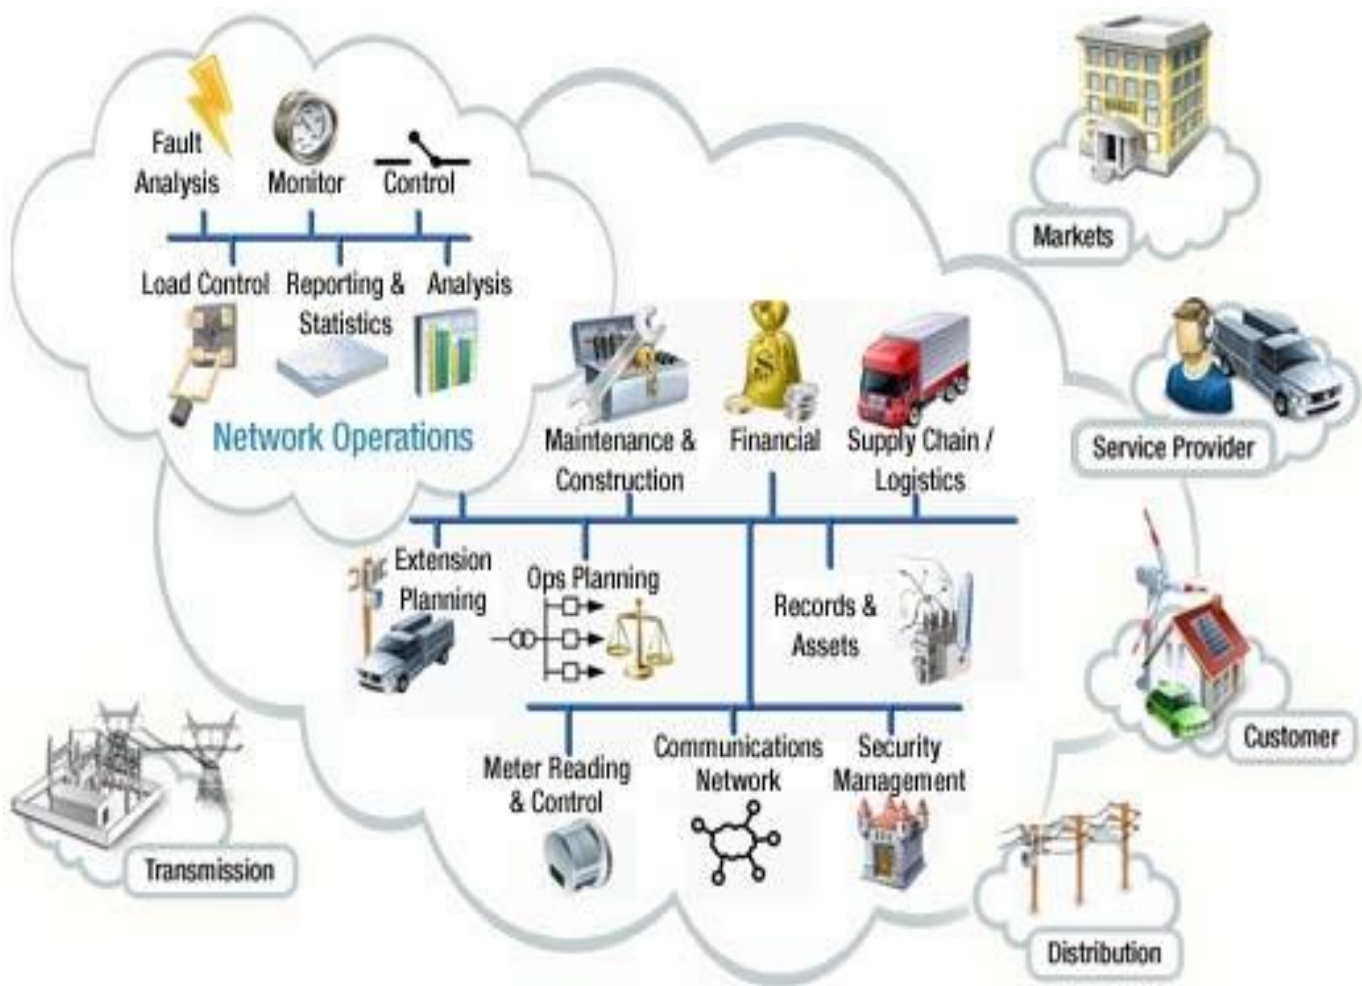 Fault
Analysis
Monitor
Control
Load Control
Reporting &
Statistics
Analysis
Network Operations
Maintenance &
Construction
Financial
Supply Chain /
Logistics
Extension
Planning
Ops Planning
Records &
Assets
Meter Reading
& Control
Communications
Network
Security
Management
Markets
Service Provider
Customer
Distribution
Transmission
$